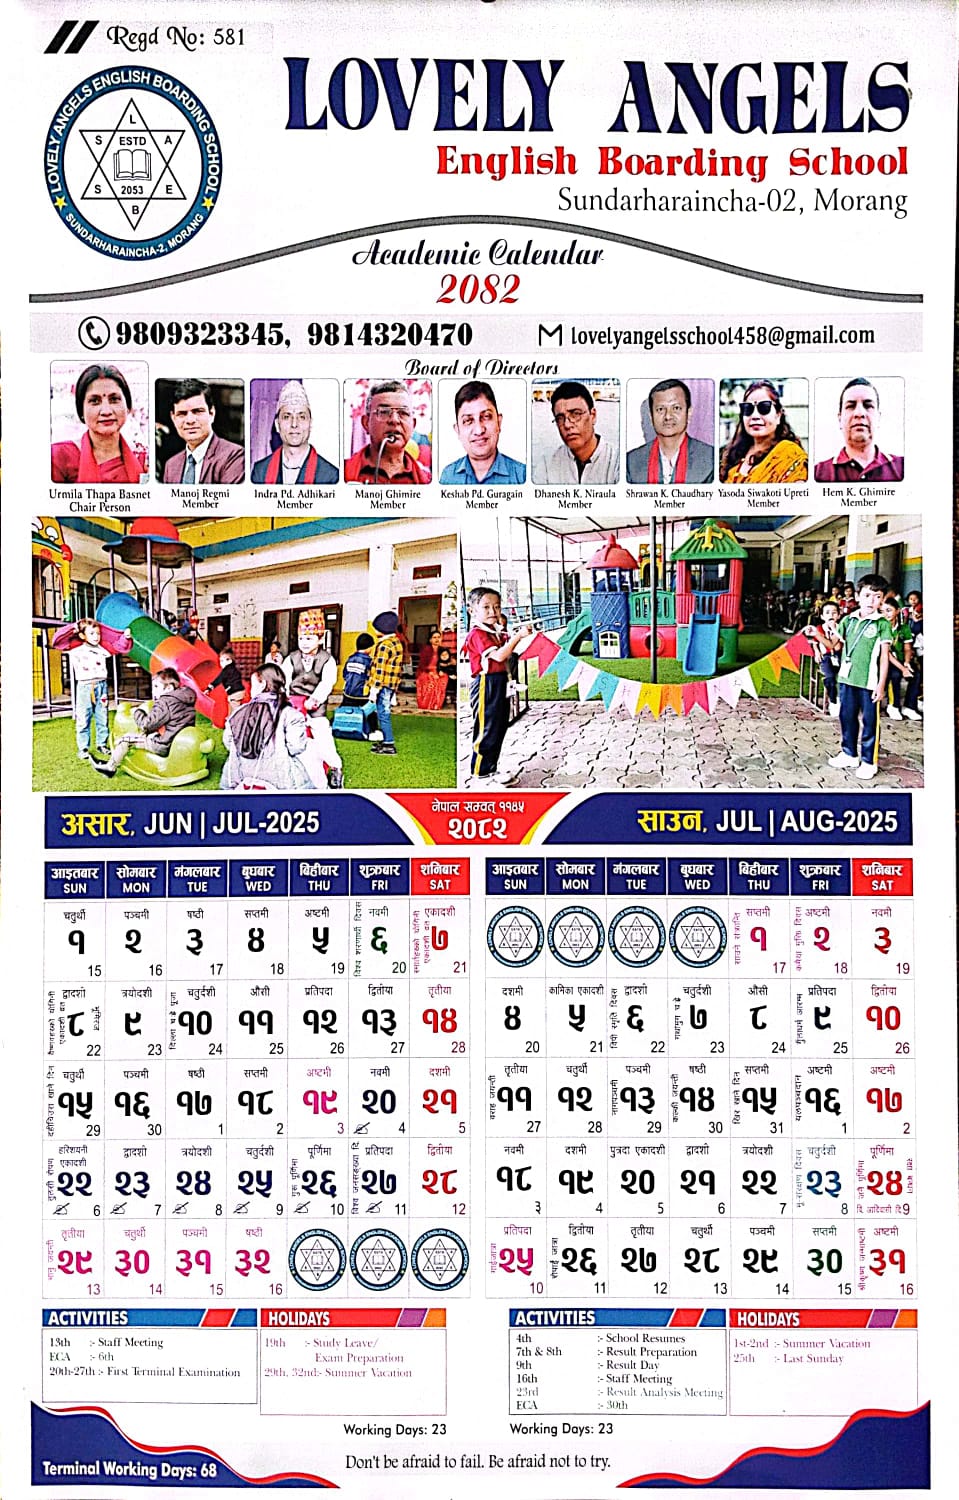 Regd No: 581
LOVELY ANGELS ENGLISH BOARDING SCHOOL
SUNDARHARAINCHA-2, MORANG
L
S ESTD A
S 2053 E
B
LOVELY ANGELS
English Boarding School
Sundarharaincha-02, Morang
Academic Calendar
2082
9809323345, 9814320470 lovelyangelsschool458@gmail.com
Board of Directors
Urmila Thapa Basnet Manoj Regmi Indra Pd. Adhikari Manoj Ghimire Keshab Pd. Guragain Dhanesh K. Niraula Shrawan K. Chaudhary Yasoda Siwakoti Upreti Hem K. Ghimire
Chair Person Member Member Member Member Member Member Member Member
असार, JUN | JUL-2025
नेपाल सम्वत् ११४५
२०८२
साउन, JUL | AUG-2025
आइतबार सोमबार मंगलबार बुधबार बिहीबार शुक्रबार शनिबार
SUN MON TUE WED THU FRI SAT
चतुर्थी पञ्चमी षष्ठी सप्तमी अष्टमी नवमी एकादशी
१ २ ३ ४ ५ ६ ७
15 16 17 18 19 20 21
द्वादशी त्रयोदशी चतुर्दशी औंसी प्रतिपदा द्वितीया तृतीया
८ ९ १० ११ १२ १३ १४
22 23 24 25 26 27 28
चतुर्थी पञ्चमी षष्ठी सप्तमी अष्टमी नवमी दशमी
१५ १६ १७ १८ १९ २० २१
29 30 1 2 3 4 5
हरिशयनी एकादशी द्वादशी त्रयोदशी चतुर्दशी पूर्णिमा प्रतिपदा द्वितीया
२२ २३ २४ २५ २६ २७ २८
6 7 8 9 10 11 12
तृतीया चतुर्थी पञ्चमी षष्ठी
२९ ३० ३१ ३२
13 14 15 16
आइतबार सोमबार मंगलबार बुधबार बिहीबार शुक्रबार शनिबार
SUN MON TUE WED THU FRI SAT
सप्तमी अष्टमी नवमी
१ २ ३
17 18 19
दशमी कामिका एकादशी द्वादशी चतुर्दशी औंसी प्रतिपदा द्वितीया
४ ५ ६ ७ ८ ९ १०
20 21 22 23 24 25 26
तृतीया चतुर्थी पञ्चमी षष्ठी सप्तमी अष्टमी अष्टमी
११ १२ १३ १४ १५ १६ १७
27 28 29 30 31 1 2
नवमी दशमी पुत्रदा एकादशी द्वादशी त्रयोदशी चतुर्दशी पूर्णिमा
१८ १९ २० २१ २२ २३ २४
३ 4 5 6 7 8 9
प्रतिपदा द्वितीया तृतीया चतुर्थी पञ्चमी सप्तमी अष्टमी
२५ २६ २७ २८ २९ ३० ३१
10 11 12 13 14 15 16
ACTIVITIES
13th :- Staff Meeting
ECA :- 6th
20th-27th :- First Terminal Examination
HOLIDAYS
19th :- Study Leave/
Exam Preparation
29th, 32nd:- Summer Vacation
Working Days: 23
ACTIVITIES
4th :- School Resumes
7th & 8th :- Result Preparation
9th :- Result Day
16th :- Staff Meeting
23rd :- Result Analysis Meeting
ECA :- 30th
HOLIDAYS
1st-2nd :- Summer Vacation
25th :- Last Sunday
Working Days: 23
Terminal Working Days: 68
Don't be afraid to fail. Be afraid not to try.